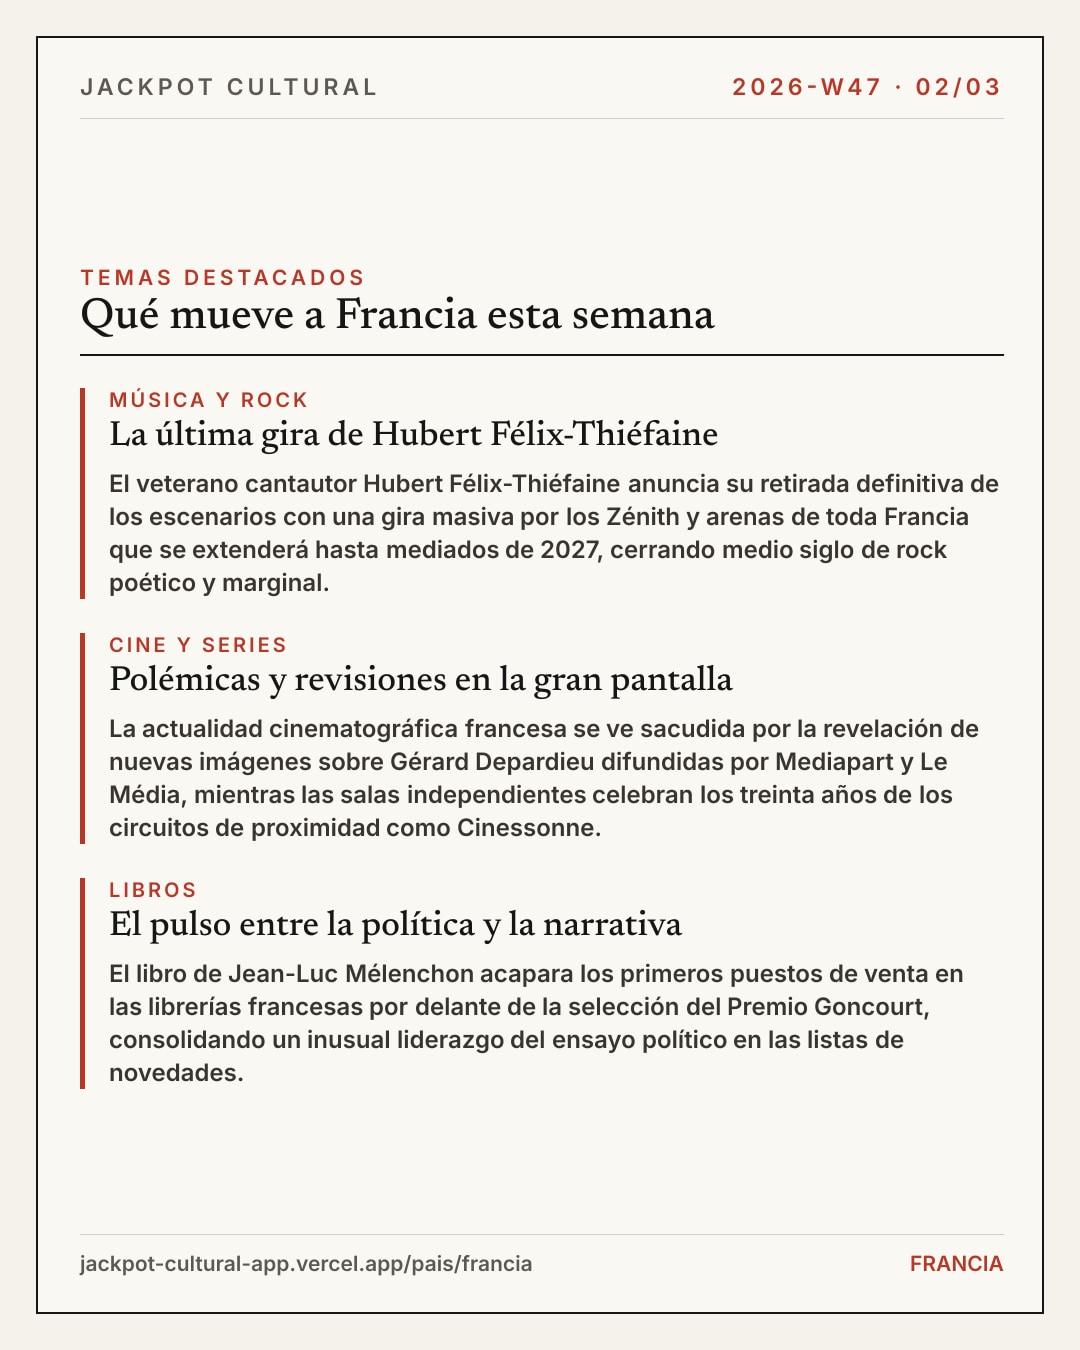 JACKPOT CULTURAL
2026-W47 · 02/03
TEMAS DESTACADOS
Qué mueve a Francia esta semana
MÚSICA Y ROCK
La última gira de Hubert Félix-Thiéfaine
El veterano cantautor Hubert Félix-Thiéfaine anuncia su retirada definitiva de
los escenarios con una gira masiva por los Zénith y arenas de toda Francia
que se extenderá hasta mediados de 2027, cerrando medio siglo de rock
poético y marginal.
CINE Y SERIES
Polémicas y revisiones en la gran pantalla
La actualidad cinematográfica francesa se ve sacudida por la revelación de
nuevas imágenes sobre Gérard Depardieu difundidas por Mediapart y Le
Média, mientras las salas independientes celebran los treinta años de los
circuitos de proximidad como Cinessonne.
LIBROS
El pulso entre la política y la narrativa
El libro de Jean-Luc Mélenchon acapara los primeros puestos de venta en
las librerías francesas por delante de la selección del Premio Goncourt,
consolidando un inusual liderazgo del ensayo político en las listas de
novedades.
jackpot-cultural-app.vercel.app/pais/francia
FRANCIA